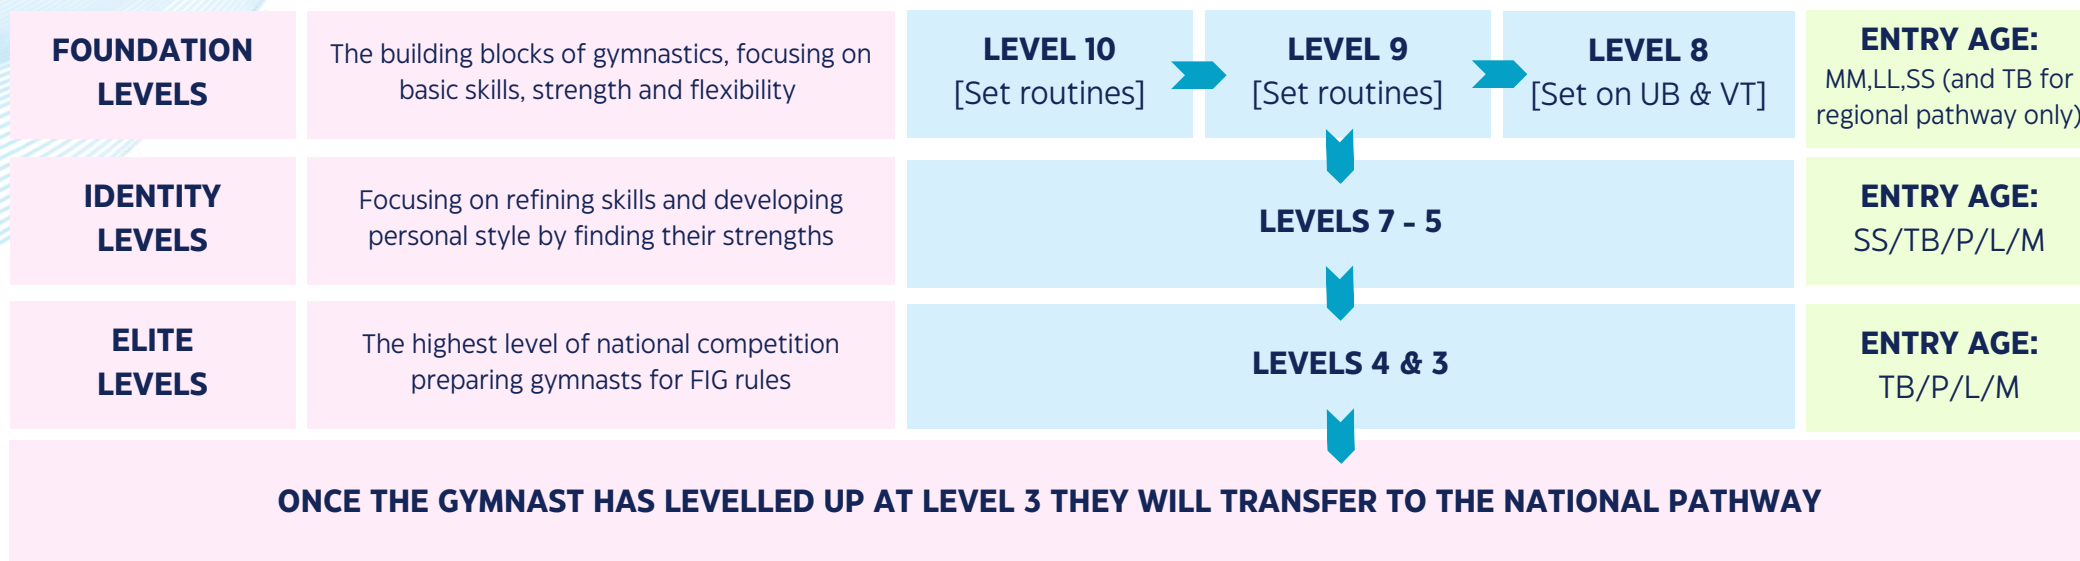 FOUNDATION
LEVELS
The building blocks of gymnastics, focusing on
basic skills, strength and flexibility
LEVEL 10
[Set routines]
LEVEL 9
[Set routines]
LEVEL 8
[Set on UB & VT]
ENTRY AGE:
MM,LL,SS (and TB for
regional pathway only)
IDENTITY
LEVELS
Focusing on refining skills and developing
personal style by finding their strengths
LEVELS 7 - 5
ENTRY AGE:
SS/TB/P/L/M
ELITE
LEVELS
The highest level of national competition
preparing gymnasts for FIG rules
LEVELS 4 & 3
ENTRY AGE:
TB/P/L/M
ONCE THE GYMNAST HAS LEVELLED UP AT LEVEL 3 THEY WILL TRANSFER TO THE NATIONAL PATHWAY